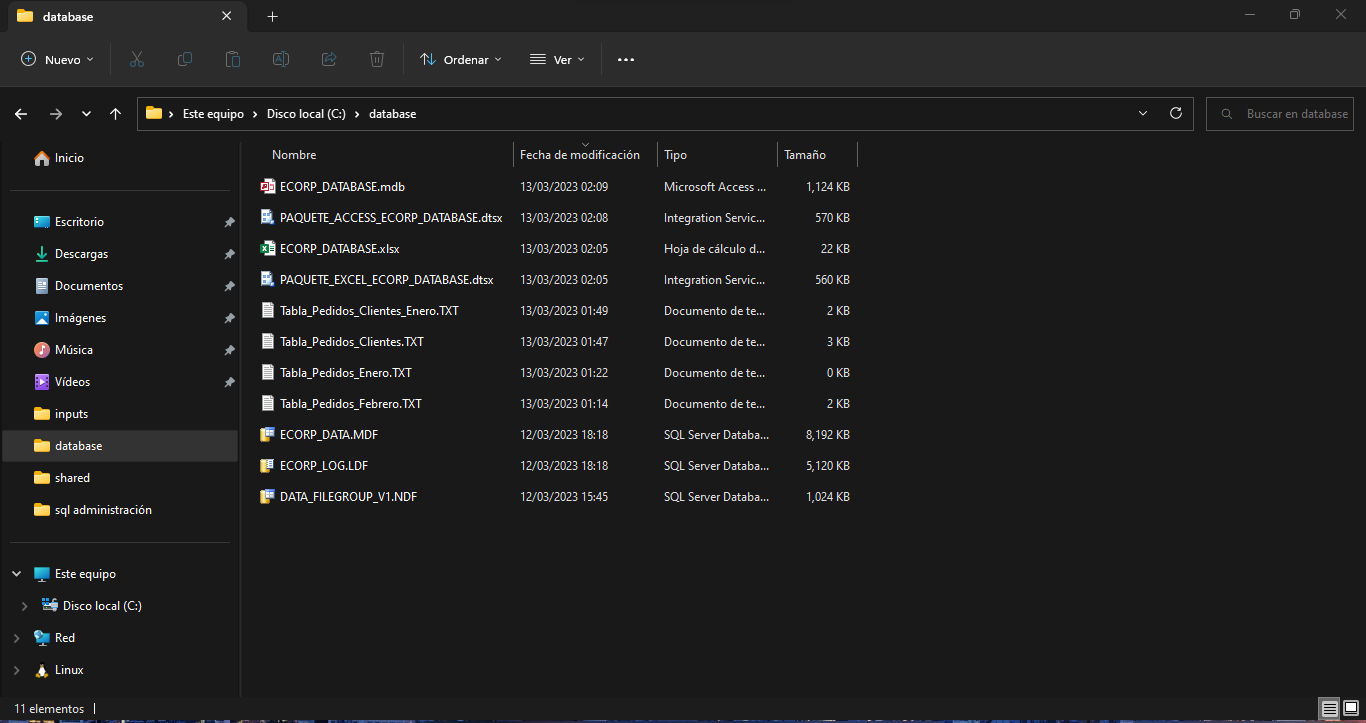 database
Nuevo
Ordenar
Ver
Este equipo
Disco local (C:)
database
Buscar en database
Inicio
Escritorio
Descargas
Documentos
Imágenes
Música
Vídeos
inputs
database
shared
sql administración
Este equipo
Disco local (C:)
Red
Linux
Nombre Fecha de modificación Tipo Tamaño
ECORP_DATABASE.mdb 13/03/2023 02:09 Microsoft Access ... 1,124 KB
PAQUETE_ACCESS_ECORP_DATABASE.dtsx 13/03/2023 02:08 Integration Servic... 570 KB
ECORP_DATABASE.xlsx 13/03/2023 02:05 Hoja de cálculo d... 22 KB
PAQUETE_EXCEL_ECORP_DATABASE.dtsx 13/03/2023 02:05 Integration Servic... 560 KB
Tabla_Pedidos_Clientes_Enero.TXT 13/03/2023 01:49 Documento de te... 2 KB
Tabla_Pedidos_Clientes.TXT 13/03/2023 01:47 Documento de te... 3 KB
Tabla_Pedidos_Enero.TXT 13/03/2023 01:22 Documento de te... 0 KB
Tabla_Pedidos_Febrero.TXT 13/03/2023 01:14 Documento de te... 2 KB
ECORP_DATA.MDF 12/03/2023 18:18 SQL Server Databa... 8,192 KB
ECORP_LOG.LDF 12/03/2023 18:18 SQL Server Databa... 5,120 KB
DATA_FILEGROUP_V1.NDF 12/03/2023 15:45 SQL Server Databa... 1,024 KB
11 elementos